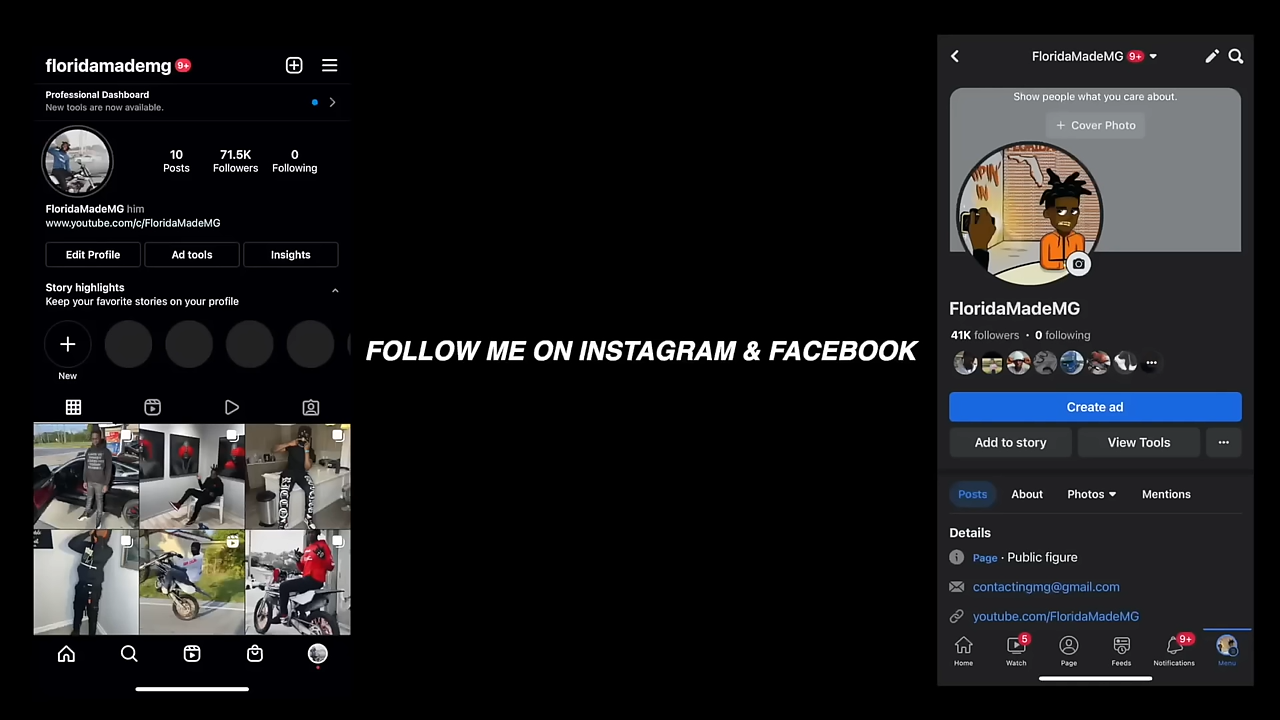 floridamademg 9+
Professional Dashboard
New tools are now available.
10 71.5K 0
Posts Followers Following
FloridaMadeMG him
www.youtube.com/c/FloridaMadeMG
Edit Profile Ad tools Insights
Story highlights
Keep your favorite stories on your profile
New
FOLLOW ME ON INSTAGRAM & FACEBOOK
FloridaMadeMG 9+
Show people what you care about.
+ Cover Photo
FloridaMadeMG
41K followers · 0 following
Create ad
Add to story View Tools
Posts About Photos Mentions
Details
Page · Public figure
contactingmg@gmail.com
youtube.com/FloridaMadeMG
5 9+
Home Watch Page Feeds Notifications Menu